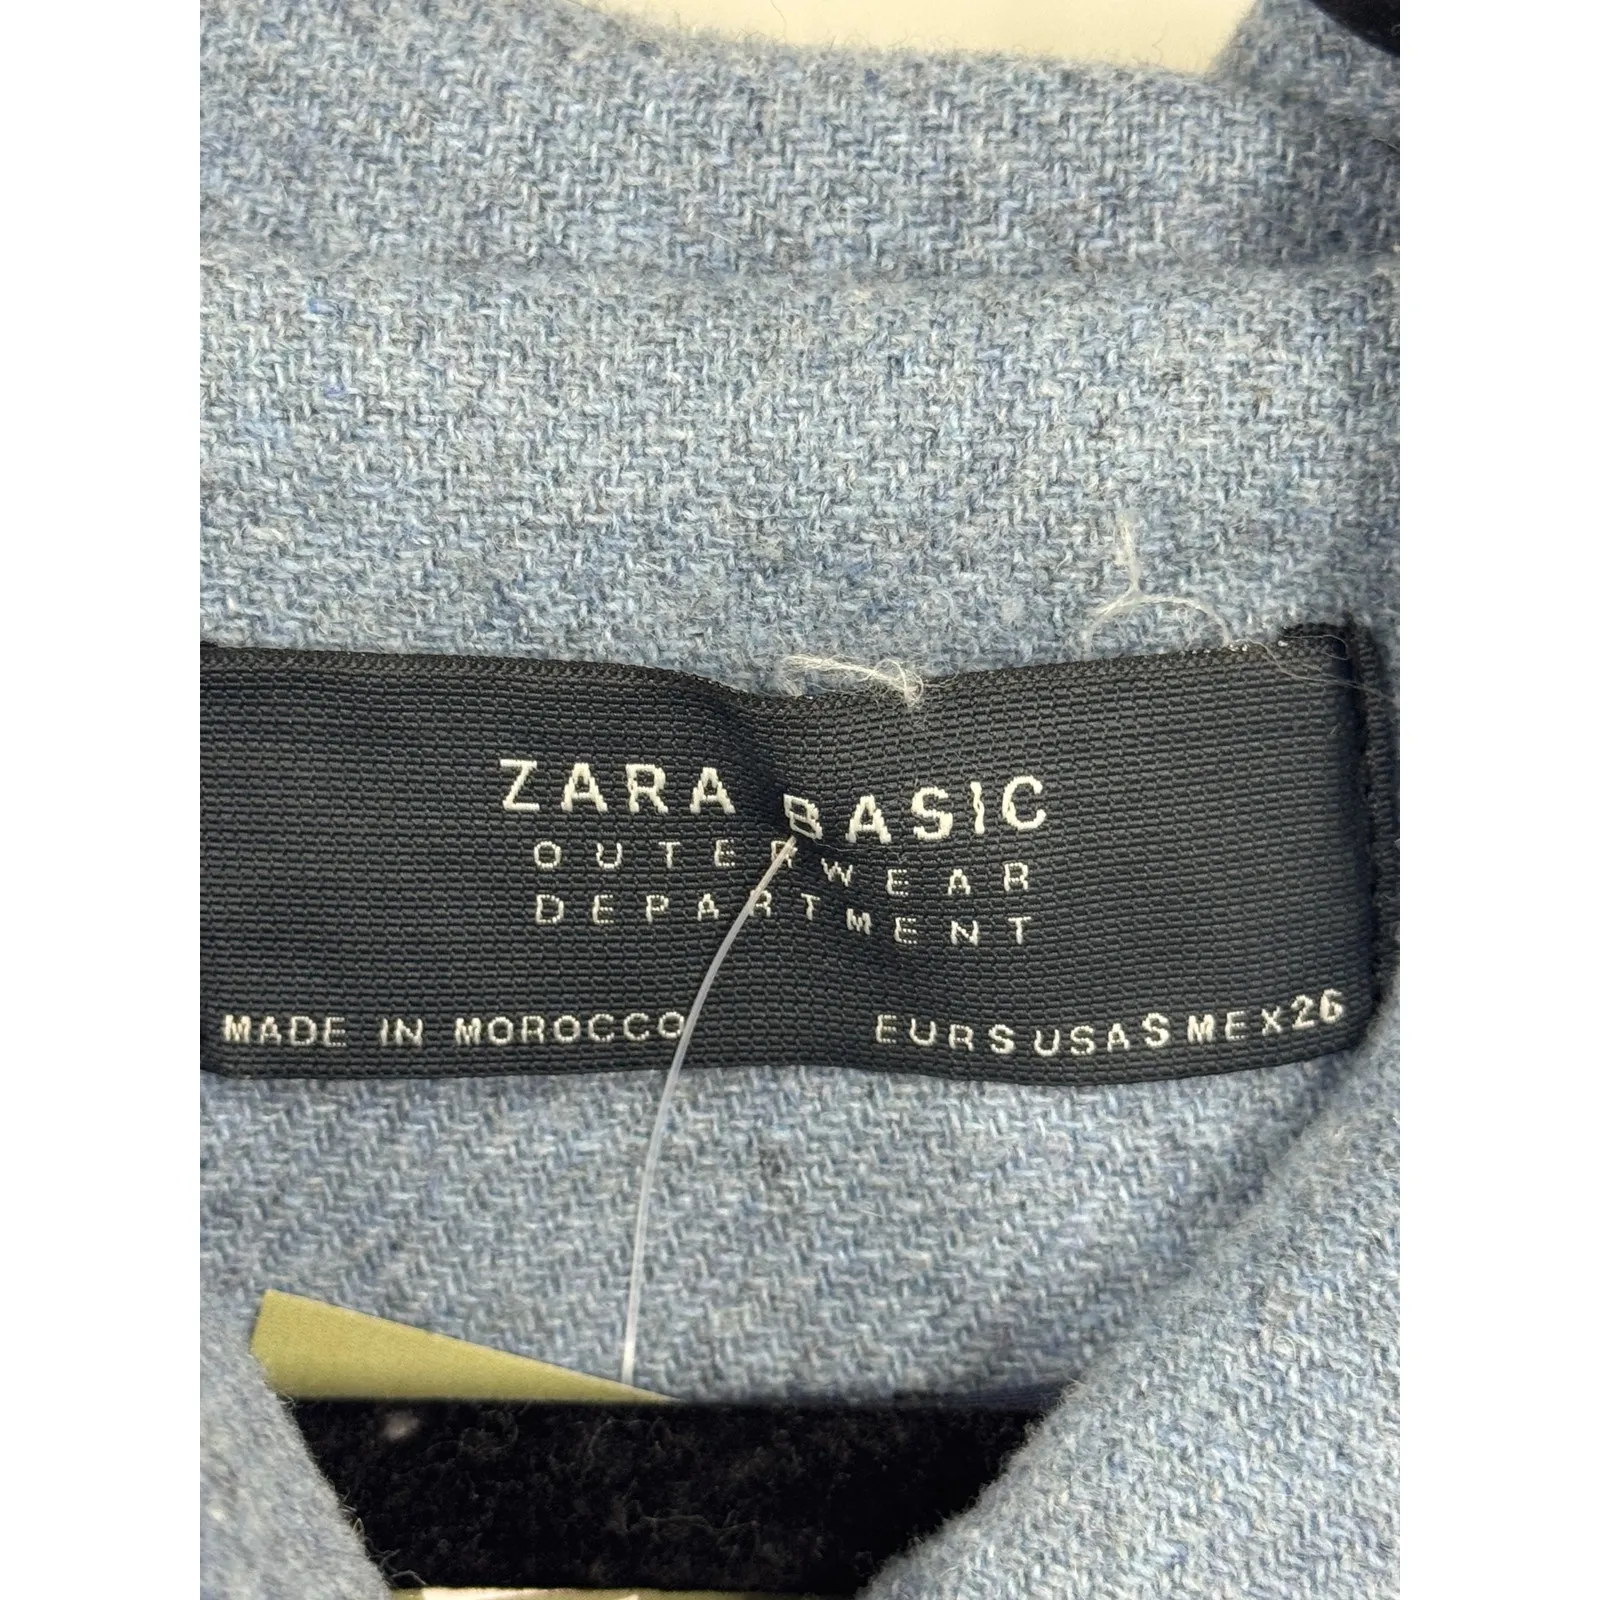 ZARA BASIC
OUTERWEAR
DEPARTMENT
MADE IN MOROCCO EUR S USA S MEX 26